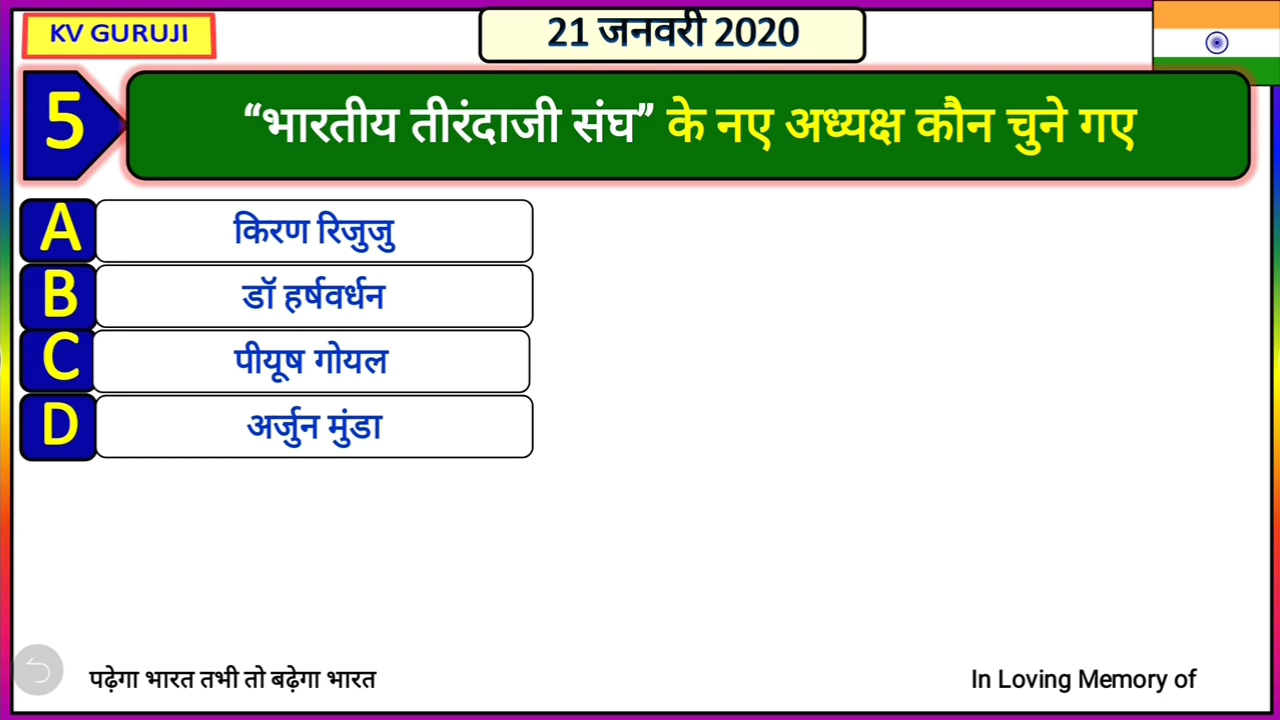 KV GURUJI
21 जनवरी 2020
5
“भारतीय तीरंदाजी संघ” के नए अध्यक्ष कौन चुने गए
A किरण रिजुजु
B डॉ हर्षवर्धन
C पीयूष गोयल
D अर्जुन मुंडा
पढ़ेगा भारत तभी तो बढ़ेगा भारत
In Loving Memory of